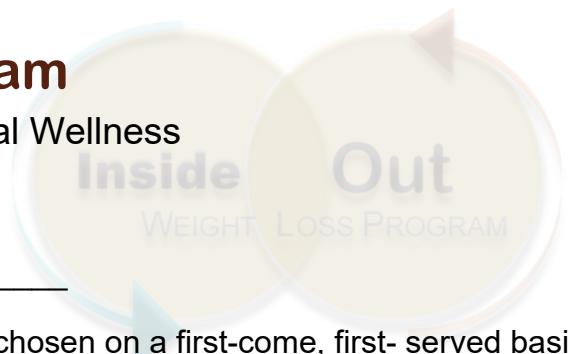 am
al Wellness
Inside Out
WEIGHT LOSS PROGRAM
chosen on a first-come, first- served basi